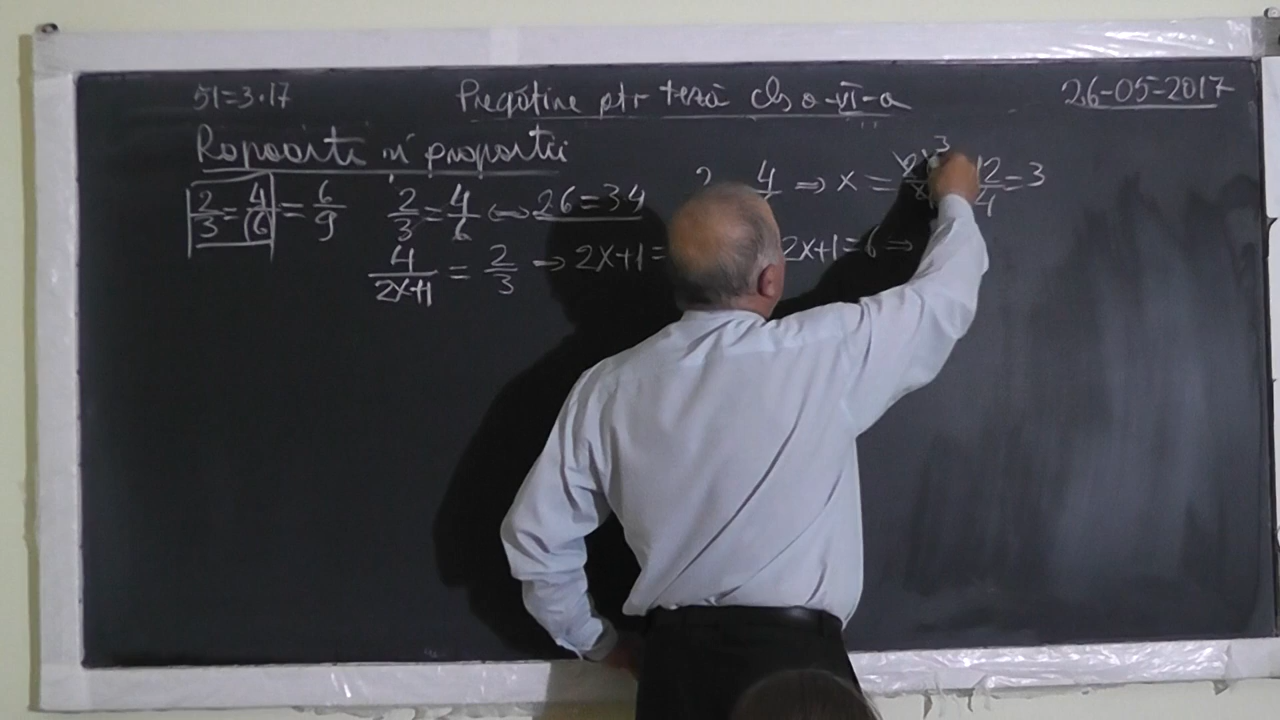 51=3·17 Pregătire ptr teză cls a-VI-a 26-05-2017
Rapoarte și proporții
2/3 = 4/6 = 6/9 2/3 = 4/6 ⇔ 2·6=3·4 4 ⇒ x = 12/4 = 3
4/(2x+1) = 2/3 ⇒ 2x+1= 2x+1=6 ⇒